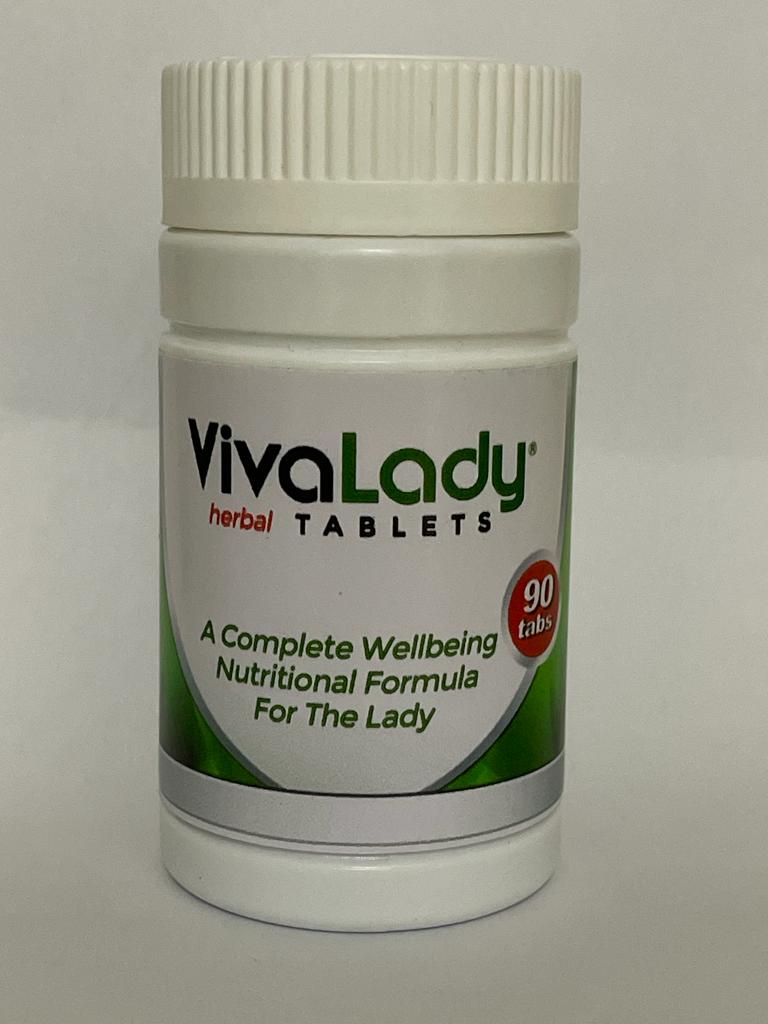 VivaLady®
herbal TABLETS
90
tabs
A Complete Wellbeing
Nutritional Formula
For The Lady